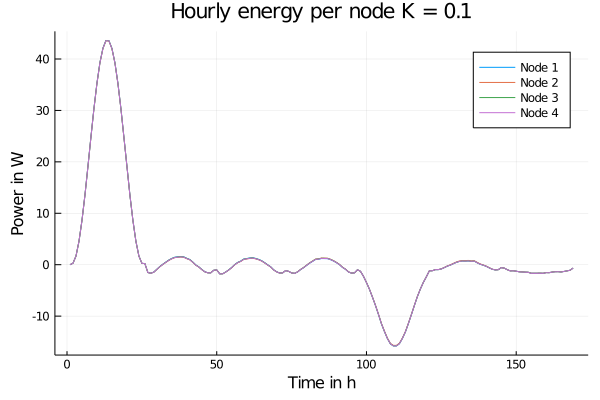 Hourly energy per node K = 0.1
Node 1
Node 2
Node 3
Node 4
Power in W
40
30
20
10
0
-10
0
50
100
150
Time in h